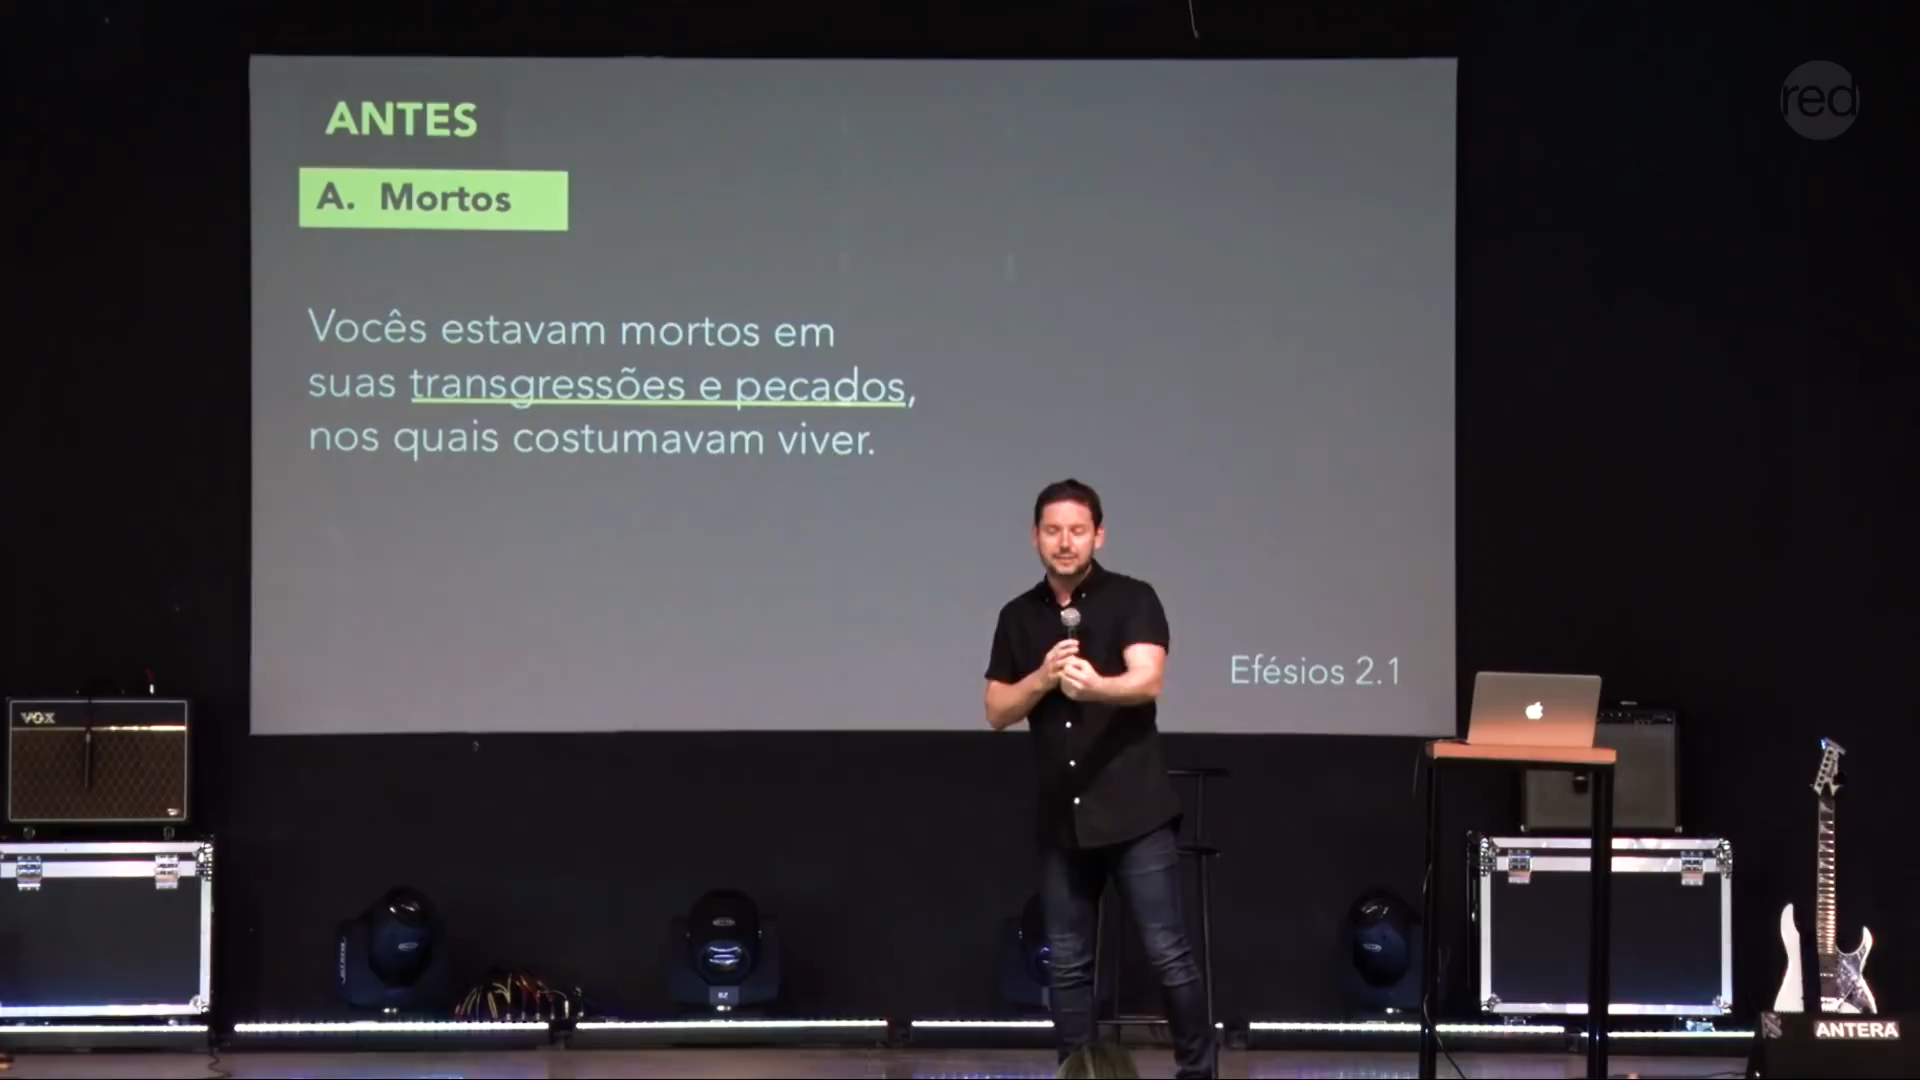 red
ANTES
A. Mortos
Vocês estavam mortos em
suas transgressões e pecados,
nos quais costumavam viver.
Efésios 2.1
VOX
ANTERA